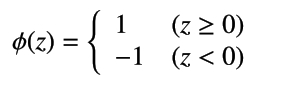 ϕ(z) = { 1 (z ≥ 0)
−1 (z < 0)